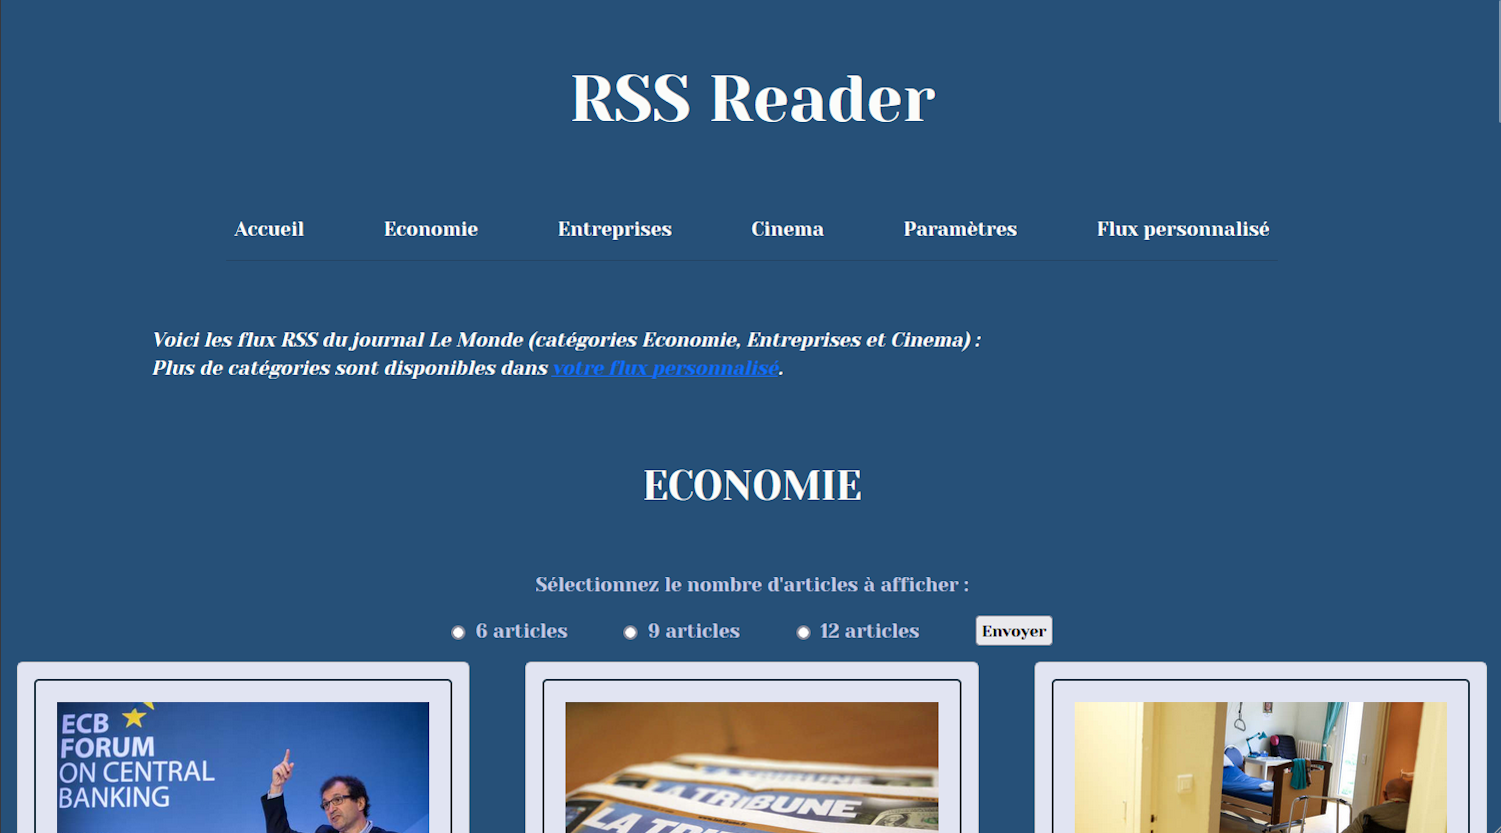 RSS Reader
Accueil Economie Entreprises Cinema Paramètres Flux personnalisé
Voici les flux RSS du journal Le Monde (catégories Economie, Entreprises et Cinema) :
Plus de catégories sont disponibles dans votre flux personnalisé.
ECONOMIE
Sélectionnez le nombre d'articles à afficher :
6 articles 9 articles 12 articles Envoyer
ECB
FORUM
ON CENTRAL
BANKING
LA TRIBUNE